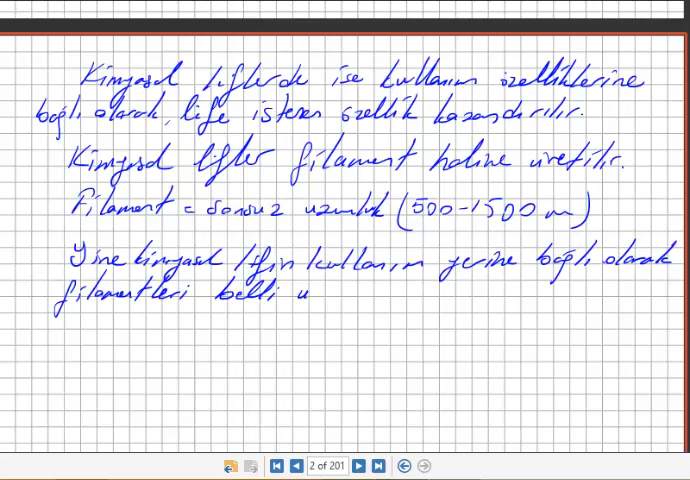 Kimyasal liflerde ise kullanım özelliklerine
bağlı olarak, life istenen özellik kazandırılır.
Kimyasal lifler filament haline üretilir.
Filament = sonsuz uzunluk (500-1500 m)
Yine kimyasal lifin kullanım yerine bağlı olarak
filamentleri belli u
2 of 201